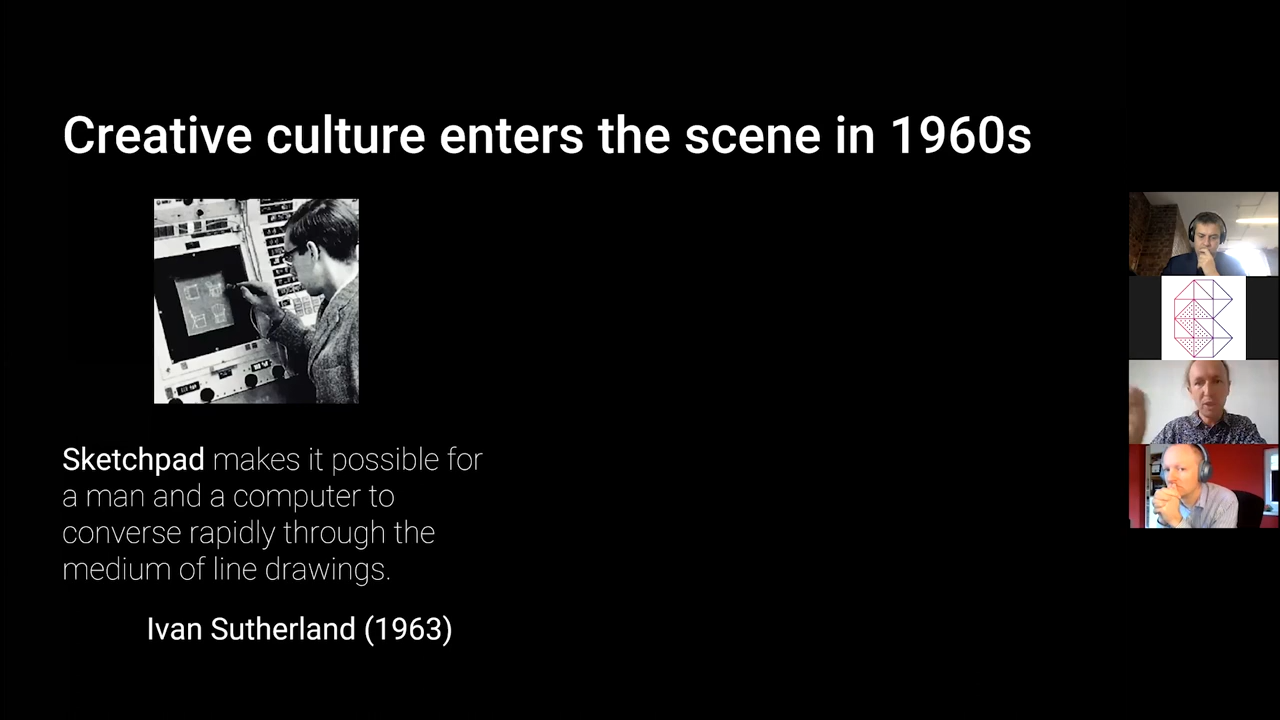 Creative culture enters the scene in 1960s
Sketchpad makes it possible for
a man and a computer to
converse rapidly through the
medium of line drawings.
Ivan Sutherland (1963)